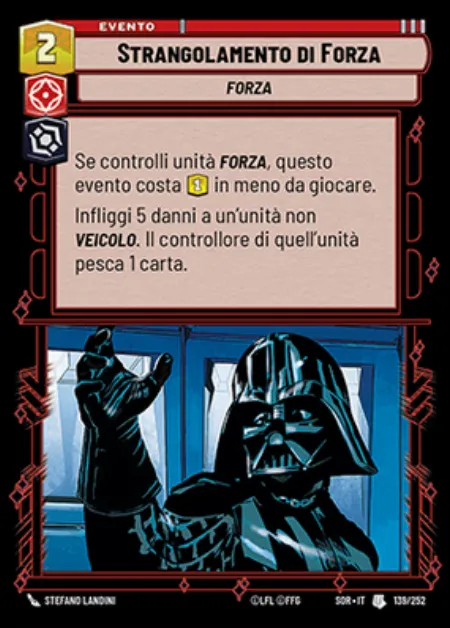 2
EVENTO
STRANGOLAMENTO DI FORZA
FORZA
Se controlli unità FORZA, questo
evento costa 1 in meno da giocare.
Infliggi 5 danni a un'unità non
VEICOLO. Il controllore di quell'unità
pesca 1 carta.
STEFANO LANDINI
©LFL ©FFG
SOR • IT
139/252